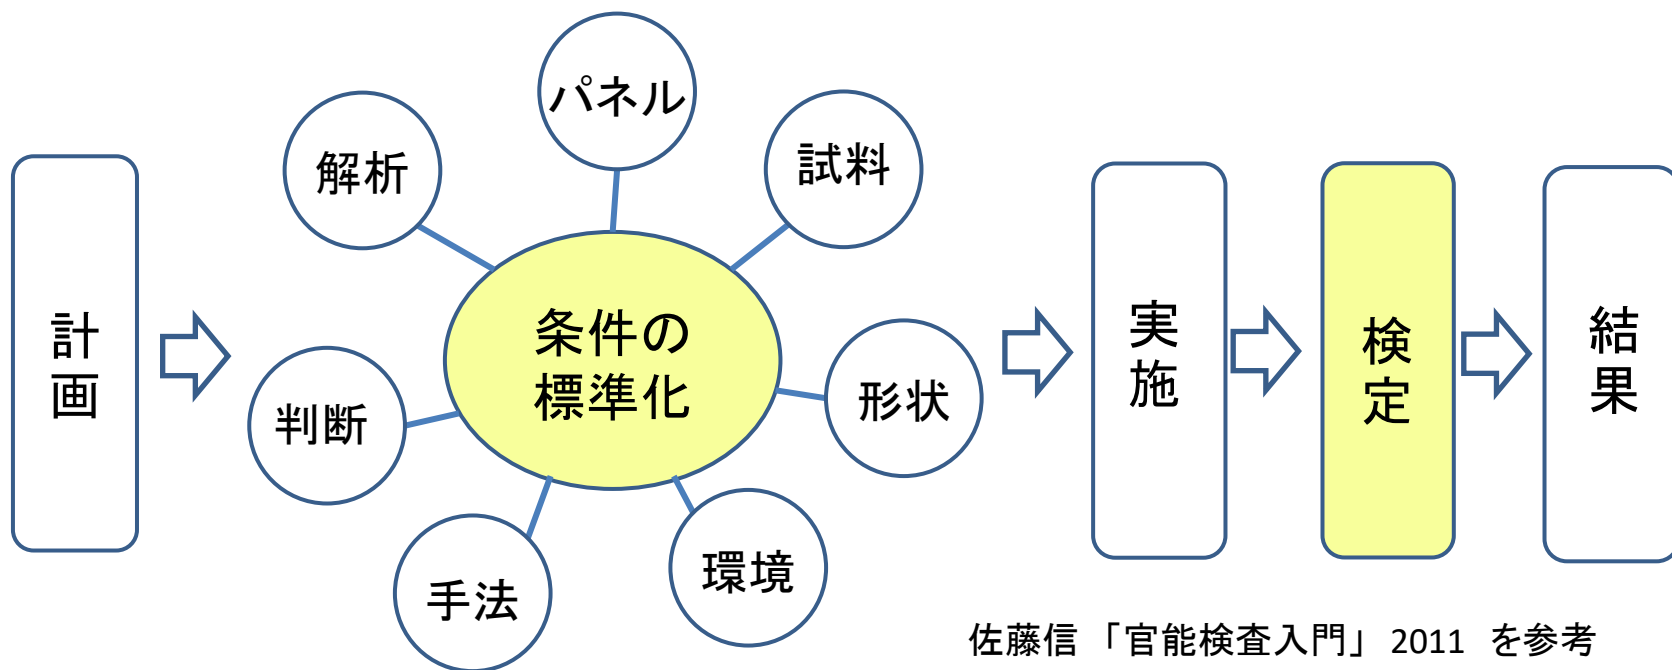 計画
解析
パネル
試料
条件の
標準化
形状
判断
手法
環境
実施
検定
結果
佐藤信「官能検査入門」2011 を参考